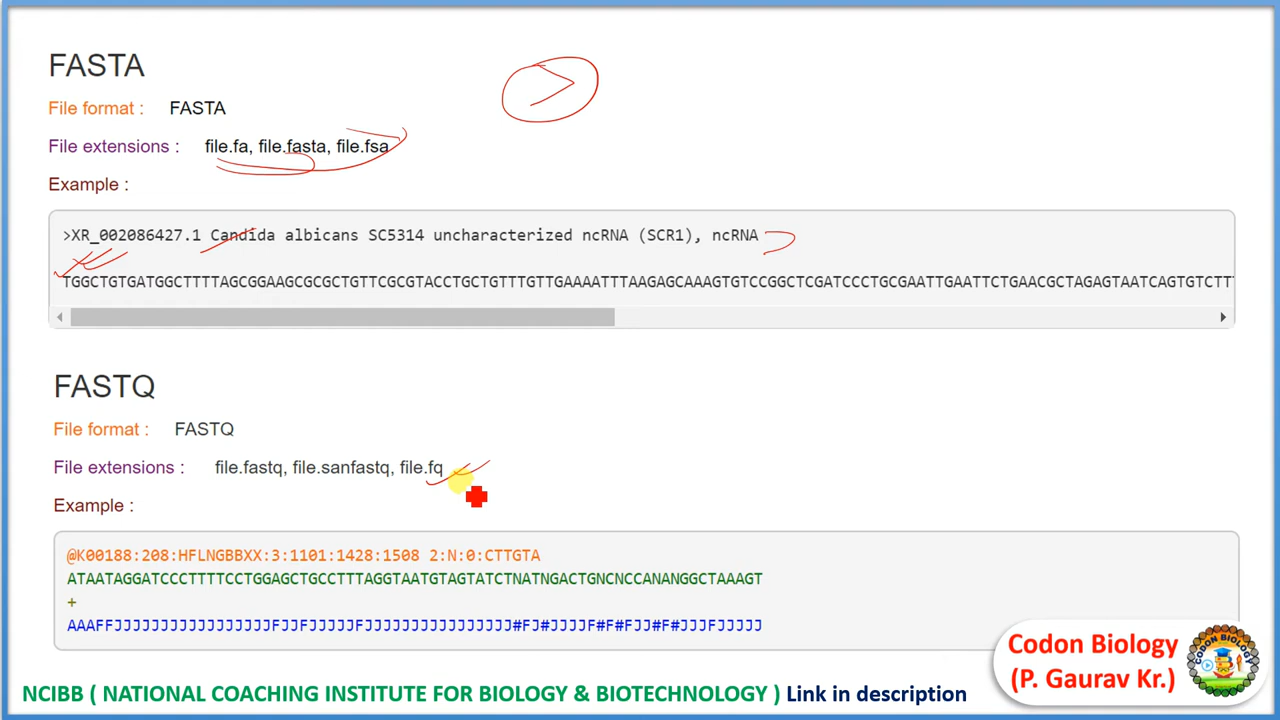 FASTA
File format : FASTA
File extensions : file.fa, file.fasta, file.fsa
Example :
>XR_002086427.1 Candida albicans SC5314 uncharacterized ncRNA (SCR1), ncRNA
TGGCTGTGATGGCTTTTAGCGGAAGCGCGCTGTTCGCGTACCTGCTGTTTGTTGAAAATTTAAGAGCAAAGTGTCCGGCTCGATCCCTGCGAATTGAATTCTGAACGCTAGAGTAATCAGTGTCTTT
FASTQ
File format : FASTQ
File extensions : file.fastq, file.sanfastq, file.fq
Example :
@K00188:208:HFLNGBBXX:3:1101:1428:1508 2:N:0:CTTGTA
ATAATAGGATCCCTTTTCCTGGAGCTGCCTTTAGGTAATGTAGTATCTNATNGACTGNCNCCANANGGCTAAAGT
+
AAAFFJJJJJJJJJJJJJJJJJFJJFJJJJJFJJJJJJJJJJJJJJJJ#FJ#JJJJF#F#FJJ#F#JJJFJJJJJ
Codon Biology
(P. Gaurav Kr.)
CODON BIOLOGY
NCIBB ( NATIONAL COACHING INSTITUTE FOR BIOLOGY & BIOTECHNOLOGY ) Link in description